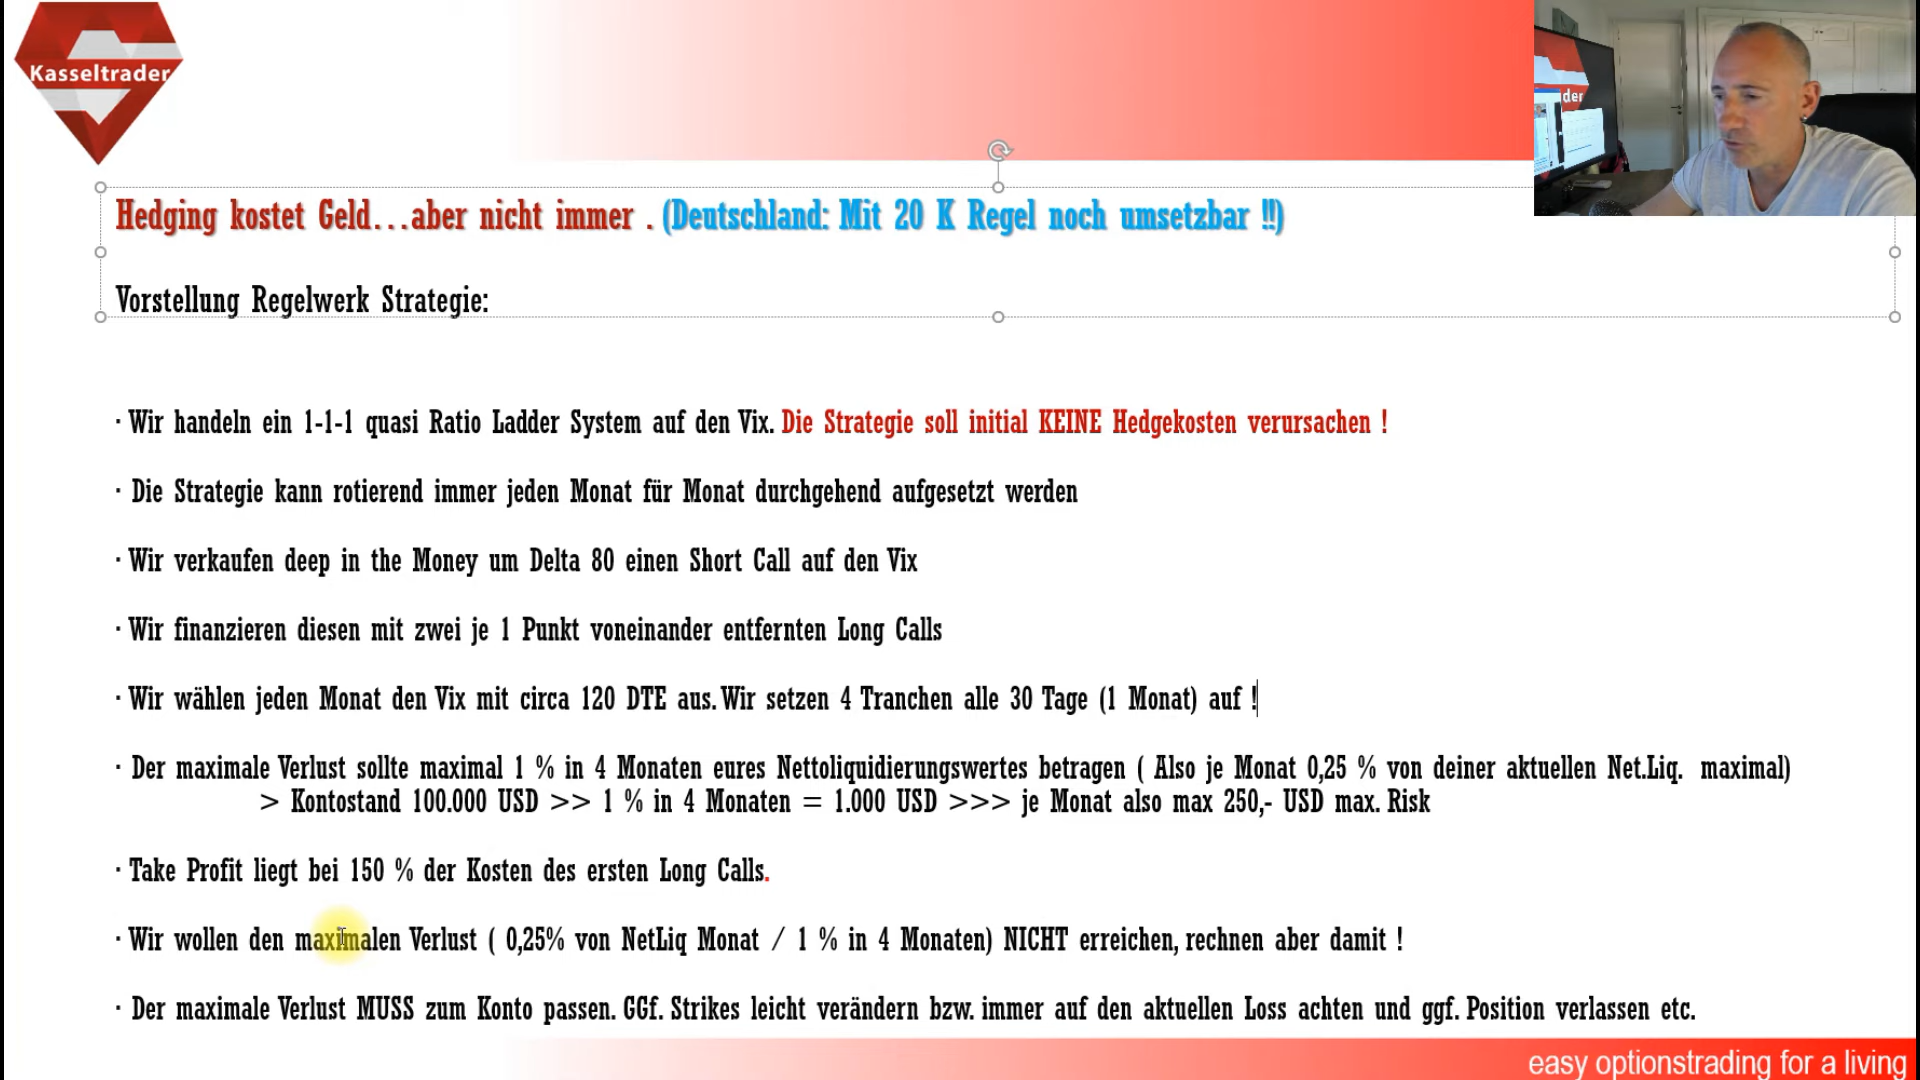 Kasseltrader
der
Hedging kostet Geld...aber nicht immer . (Deutschland: Mit 20 K Regel noch umsetzbar !!)
Vorstellung Regelwerk Strategie:
· Wir handeln ein 1-1-1 quasi Ratio Ladder System auf den Vix. Die Strategie soll initial KEINE Hedgekosten verursachen !
· Die Strategie kann rotierend immer jeden Monat für Monat durchgehend aufgesetzt werden
· Wir verkaufen deep in the Money um Delta 80 einen Short Call auf den Vix
· Wir finanzieren diesen mit zwei je 1 Punkt voneinander entfernten Long Calls
· Wir wählen jeden Monat den Vix mit circa 120 DTE aus. Wir setzen 4 Tranchen alle 30 Tage (1 Monat) auf !
· Der maximale Verlust sollte maximal 1 % in 4 Monaten eures Nettoliquidierungswertes betragen ( Also je Monat 0,25 % von deiner aktuellen Net.Liq. maximal)
> Kontostand 100.000 USD >> 1 % in 4 Monaten = 1.000 USD >>> je Monat also max 250,- USD max. Risk
· Take Profit liegt bei 150 % der Kosten des ersten Long Calls.
· Wir wollen den maximalen Verlust ( 0,25% von NetLiq Monat / 1 % in 4 Monaten) NICHT erreichen, rechnen aber damit !
· Der maximale Verlust MUSS zum Konto passen. GGf. Strikes leicht verändern bzw. immer auf den aktuellen Loss achten und ggf. Position verlassen etc.
easy optionstrading for a living